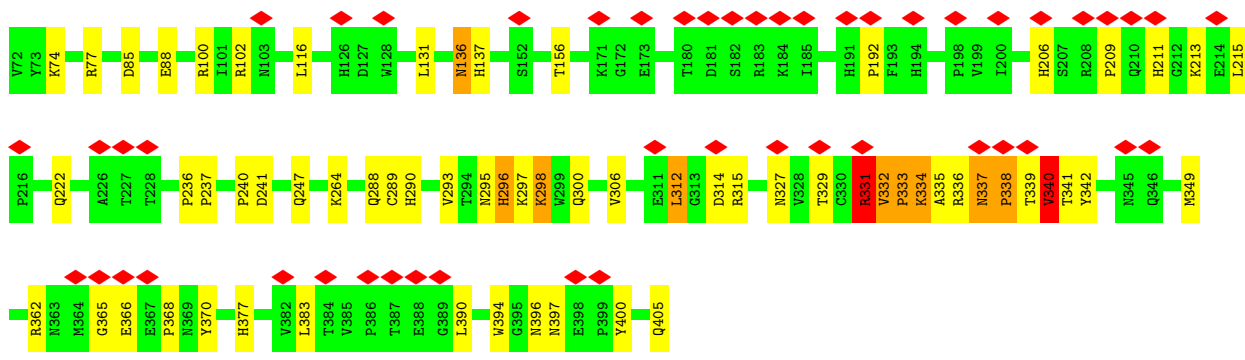 V72 Y73 K74 R77 D85 E88 R100 I101 R102 N103 L116 H126 D127 W128 L131 N136 H137 S152 T156 K171 G172 E173 T180 D181 S182 R183 K184 I185 H191 P192 F193 H194 P198 V199 I200 H206 S207 R208 P209 Q210 H211 G212 K213 E214 L215
P216 Q222 A226 T227 T228 P236 P237 P240 D241 Q247 K264 Q288 C289 H290 V293 T294 N295 H296 K297 K298 W299 Q300 V306 E311 L312 G313 D314 R315 N327 V328 T329 C330 R331 V332 P333 K334 A335 R336 N337 P338 T339 V340 T341 Y342 N345 Q346 M349
R362 N363 M364 G365 E366 E367 P368 N369 Y370 H377 V382 L383 T384 V385 P386 T387 E388 G389 L390 W394 G395 N396 N397 E398 P399 Y400 Q405